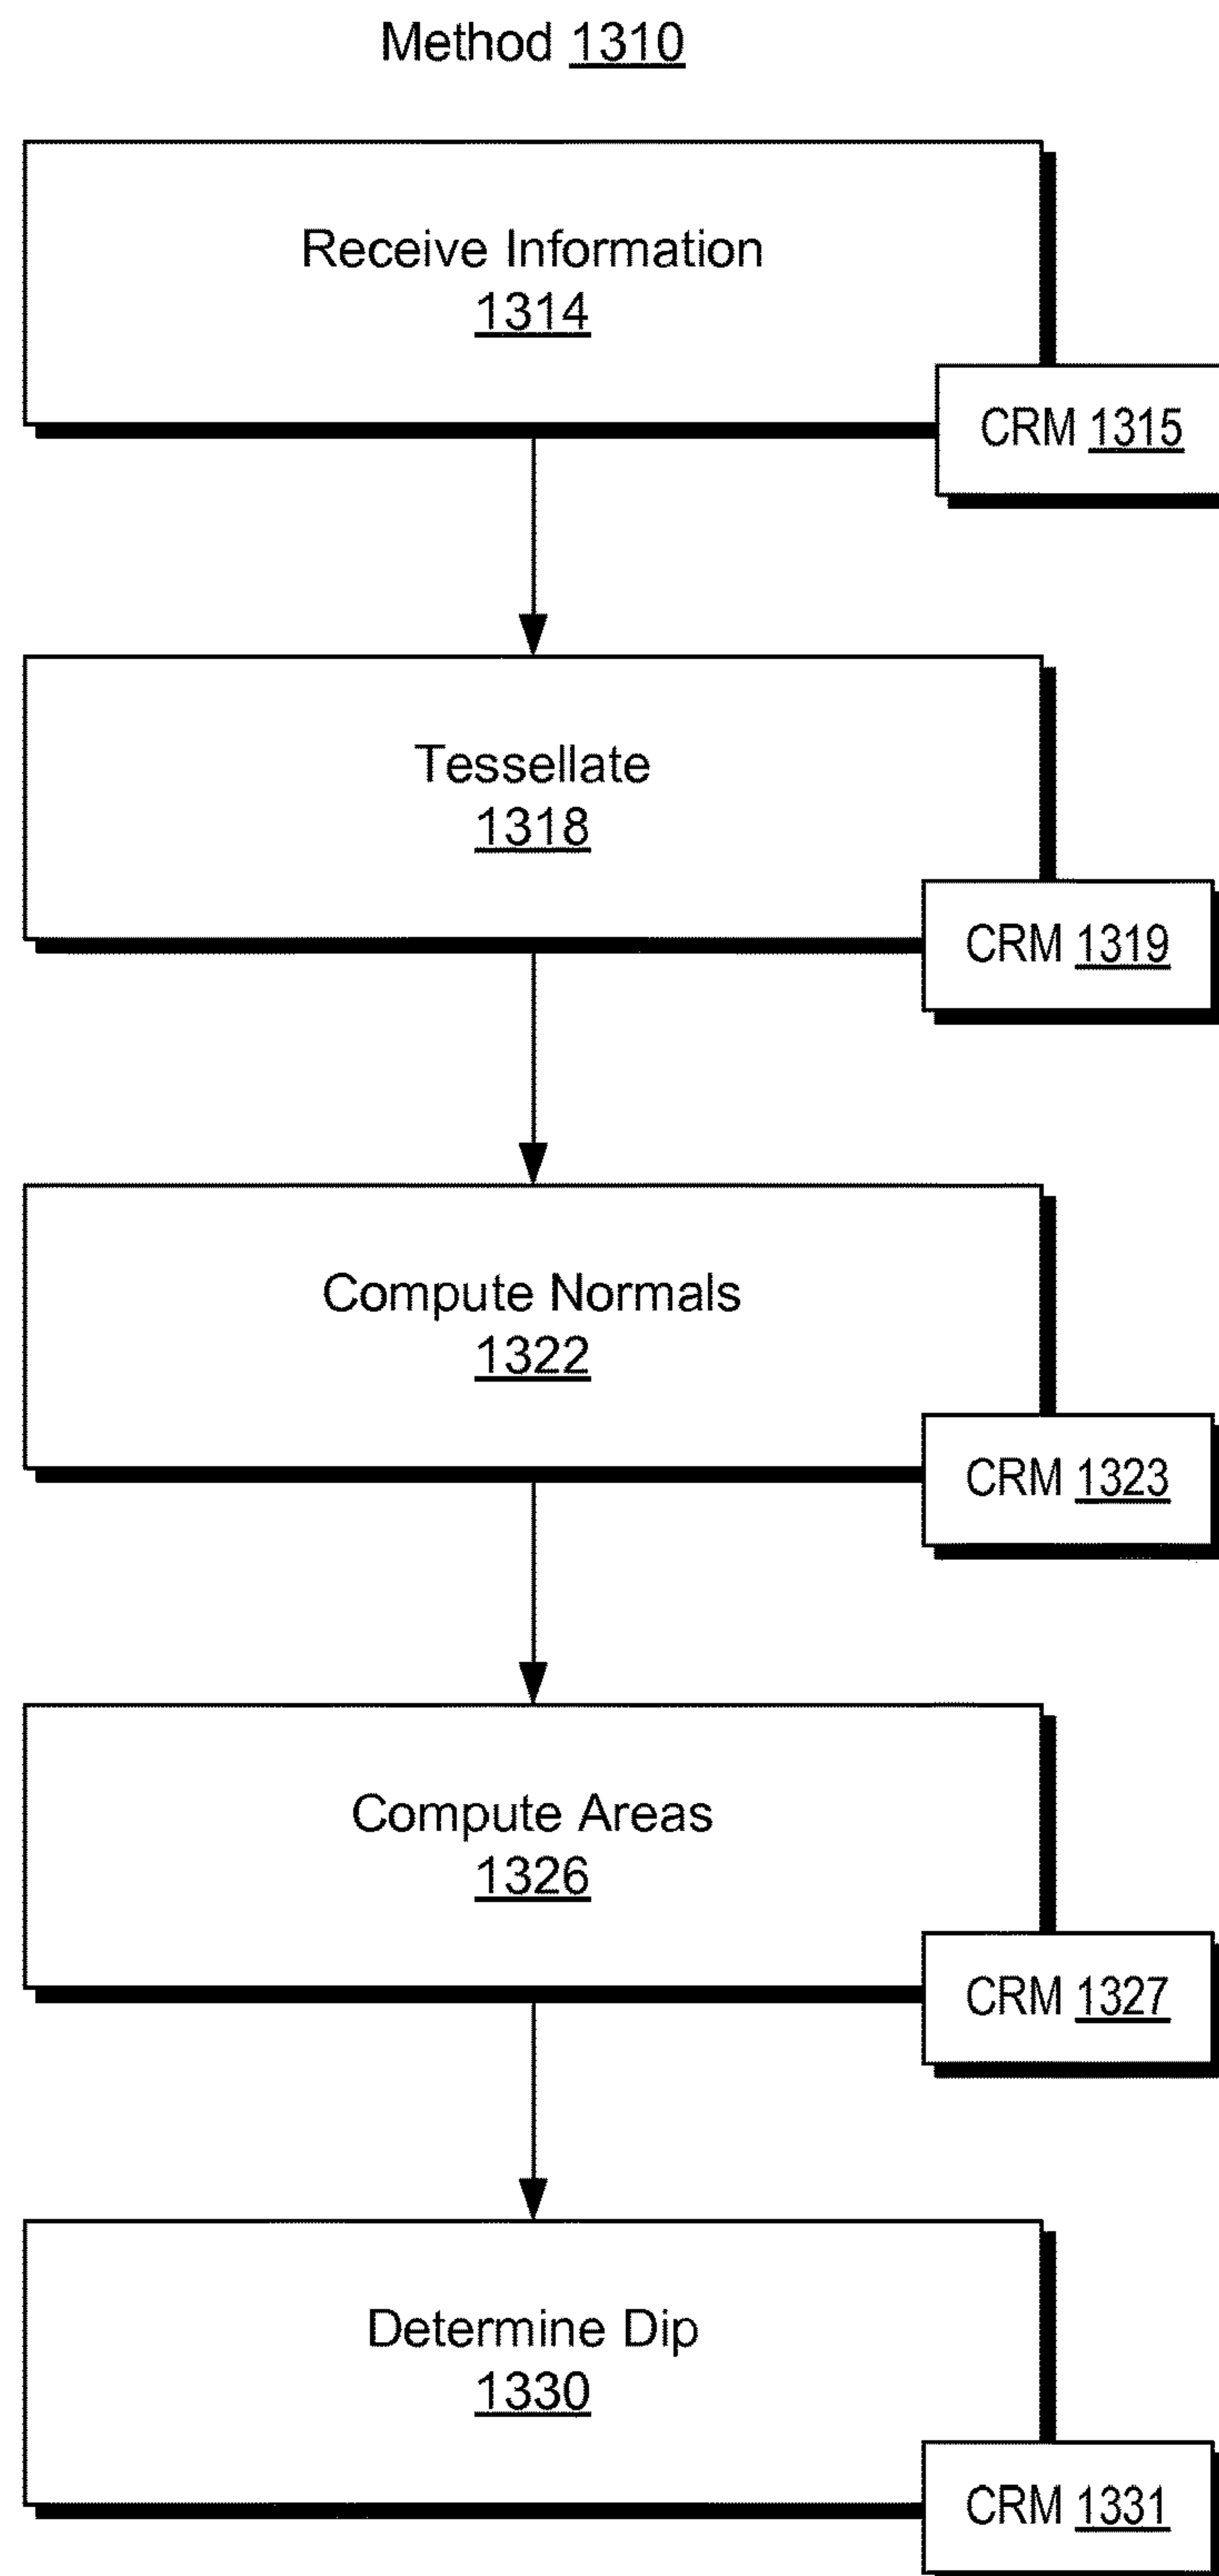 Method 1310
Receive Information
1314
CRM 1315
Tessellate
1318
CRM 1319
Compute Normals
1322
CRM 1323
Compute Areas
1326
CRM 1327
Determine Dip
1330
CRM 1331